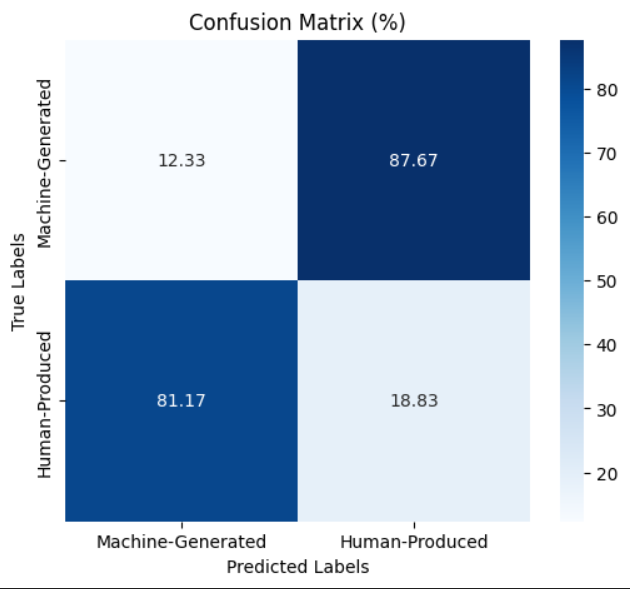 Confusion Matrix (%)
True Labels
Machine-Generated
12.33
87.67
Human-Produced
81.17
18.83
Machine-Generated
Human-Produced
Predicted Labels
80
70
60
50
40
30
20